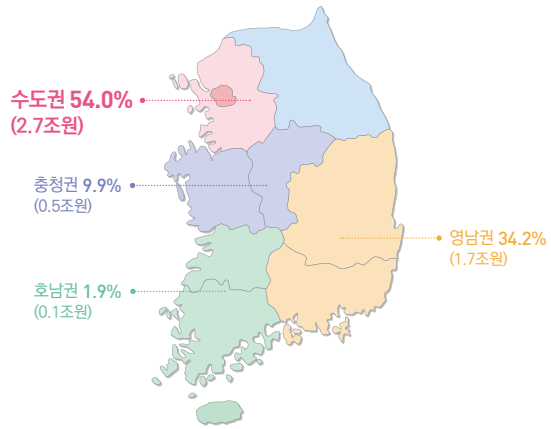 수도권 54.0%
(2.7조원)
충청권 9.9%
(0.5조원)
영남권 34.2%
(1.7조원)
호남권 1.9%
(0.1조원)